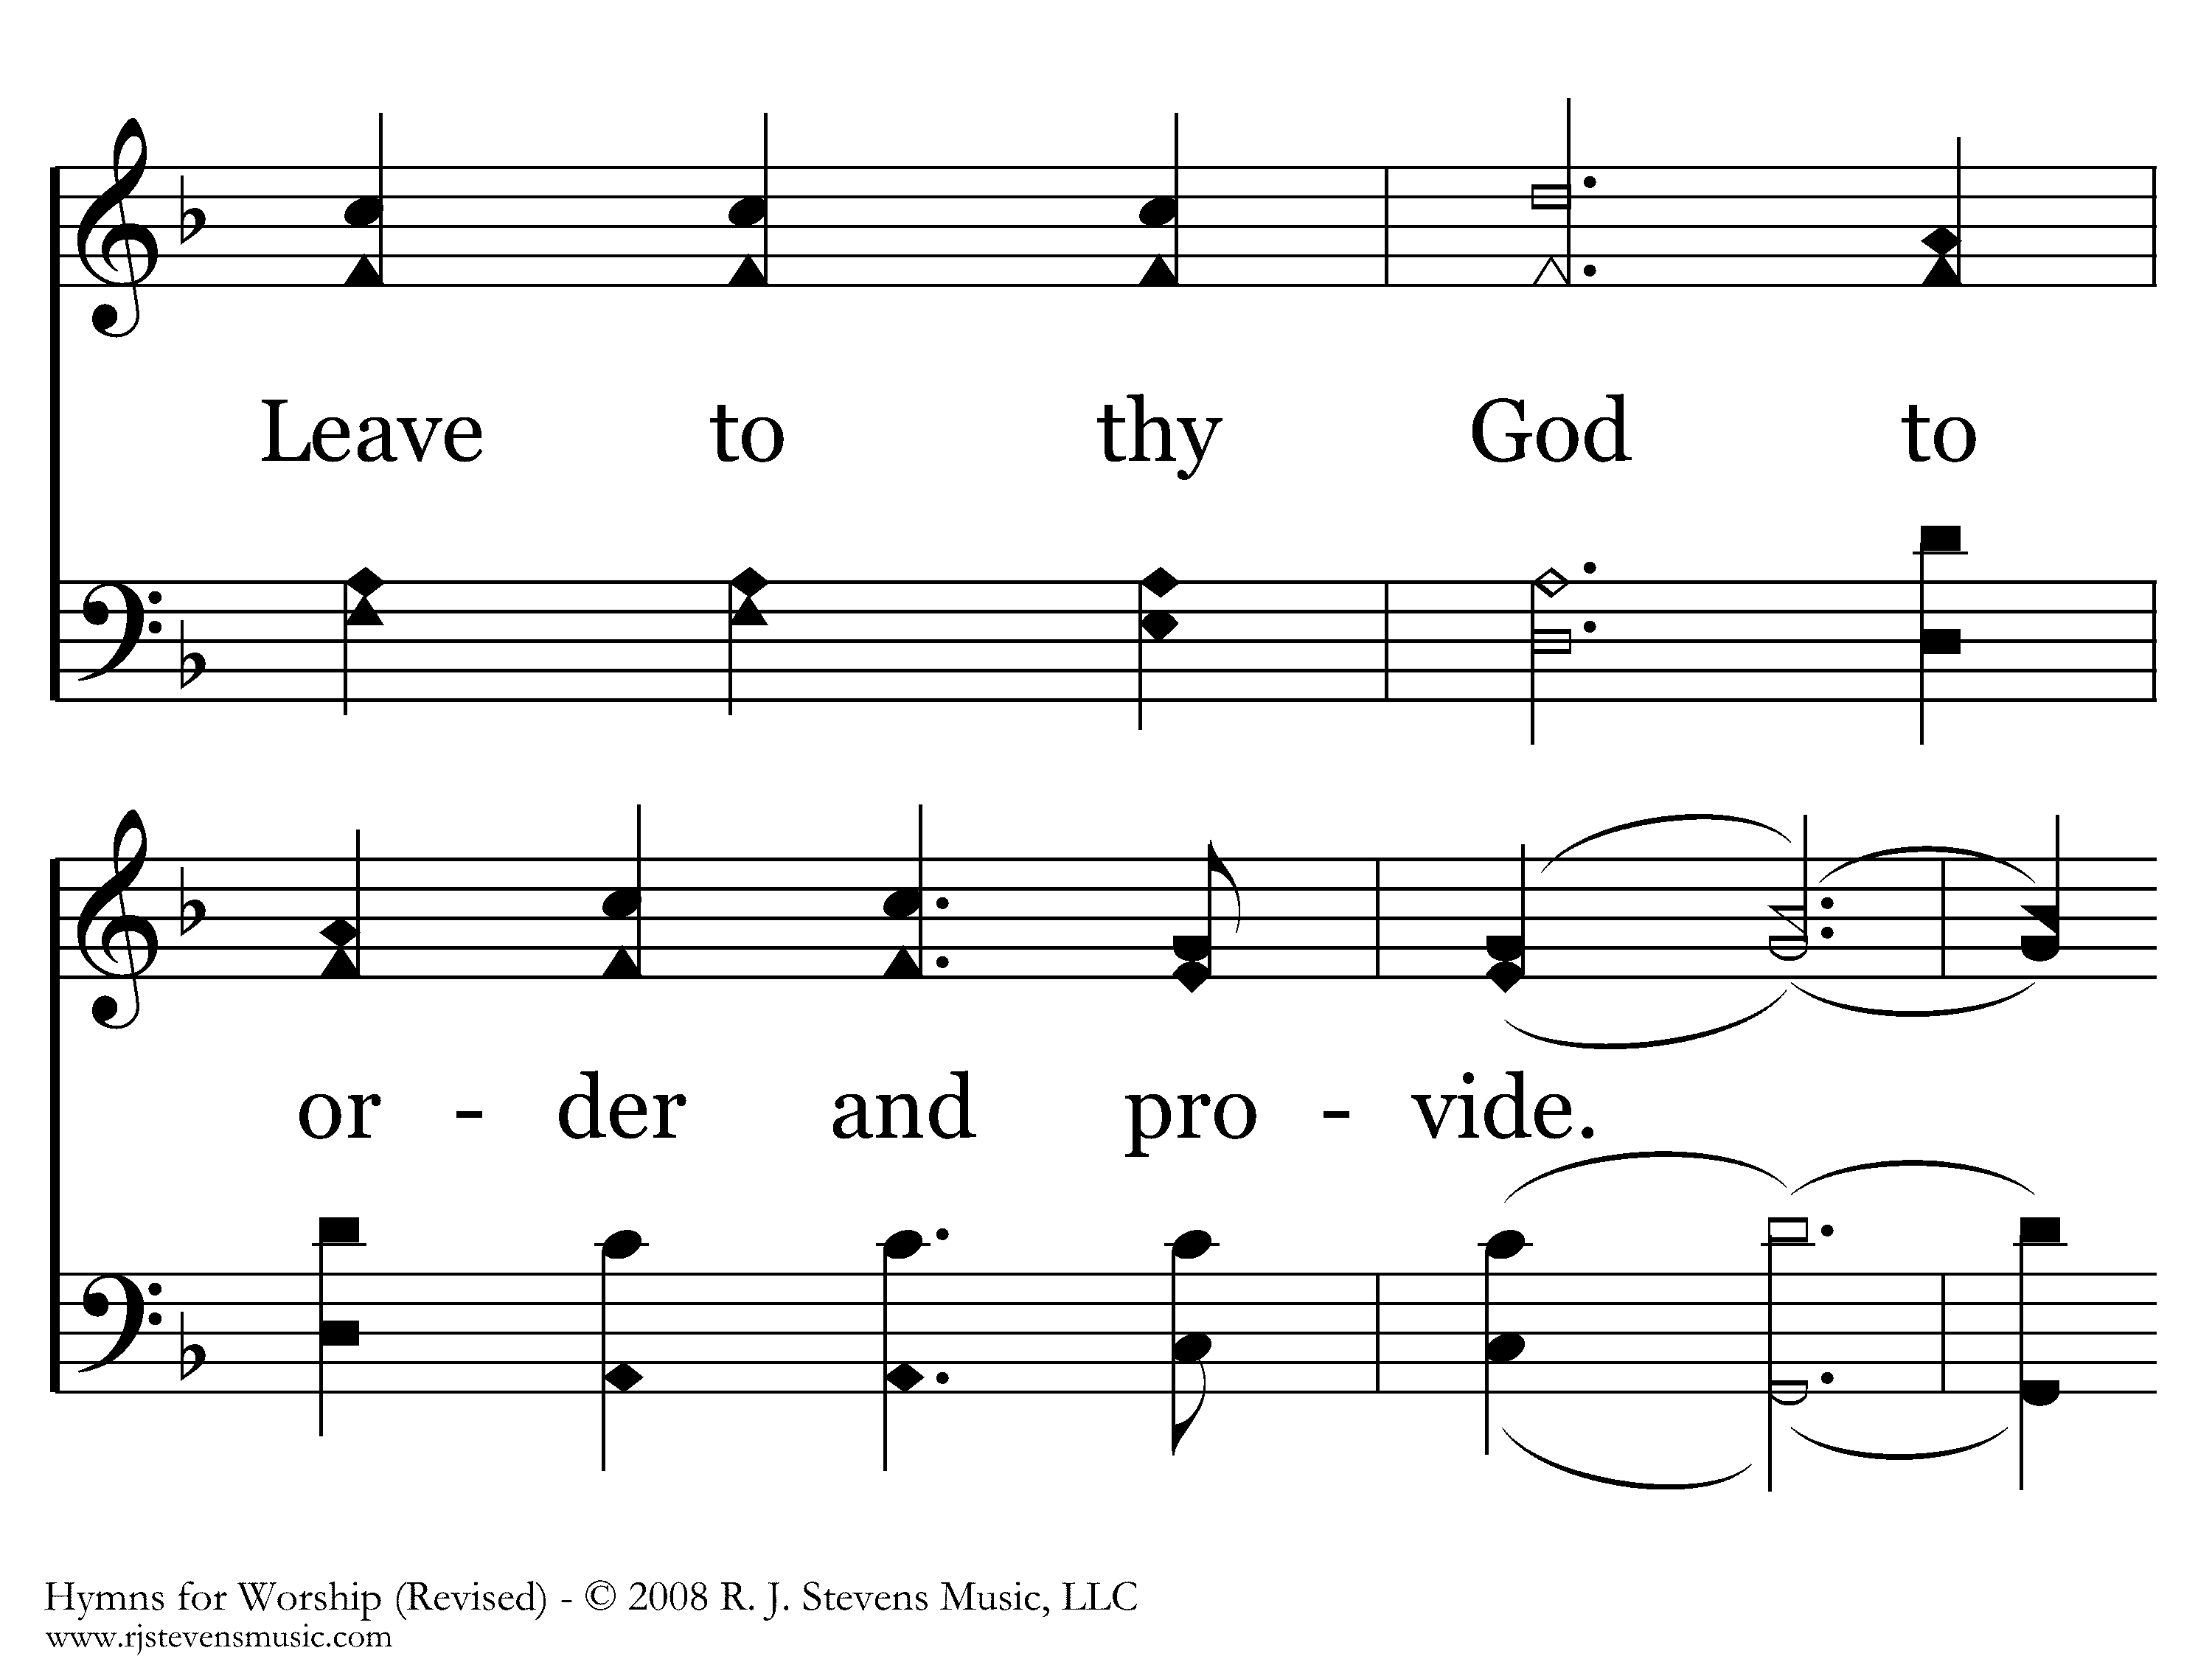 Leave to thy God to
or - der and pro - vide.
Hymns for Worship (Revised) - © 2008 R. J. Stevens Music, LLC
www.rjstevensmusic.com